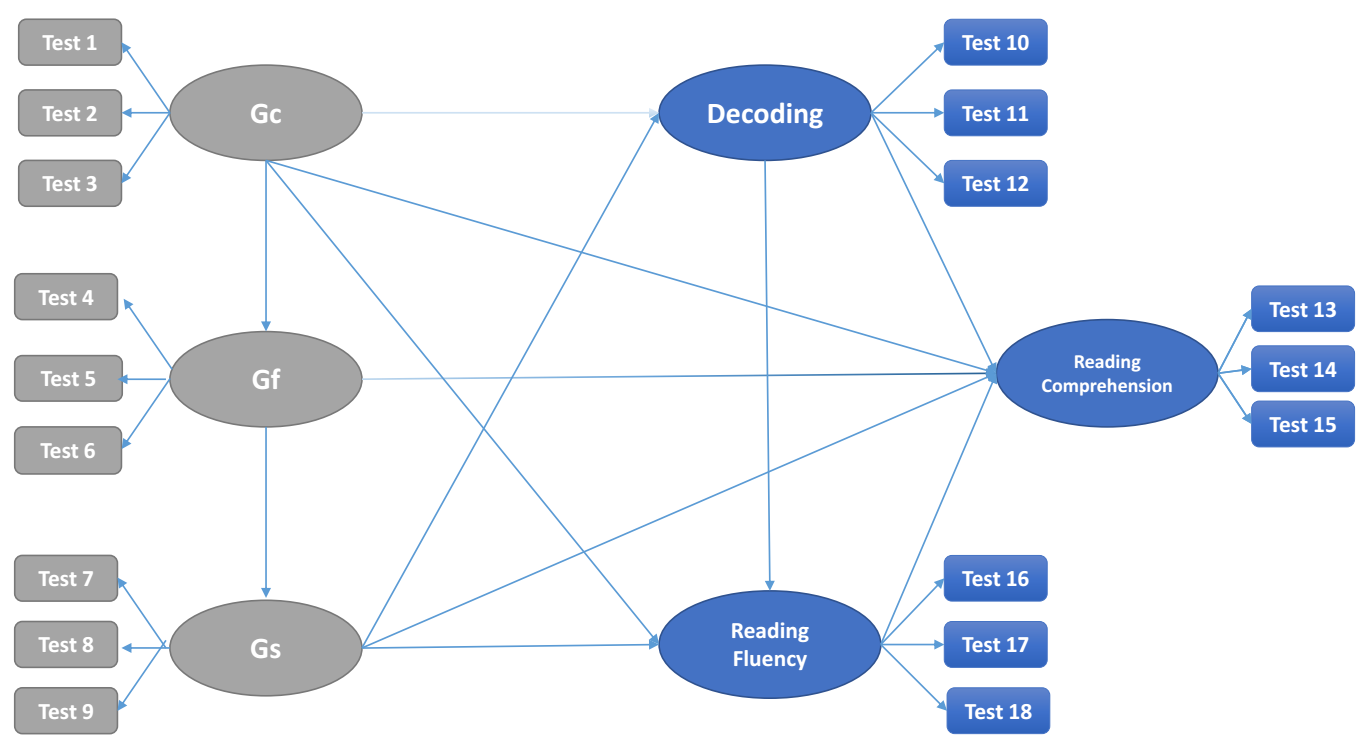 Test 1
Test 2
Test 3
Gc
Decoding
Test 10
Test 11
Test 12
Test 4
Test 5
Test 6
Gf
Reading
Comprehension
Test 13
Test 14
Test 15
Test 7
Test 8
Test 9
Gs
Reading
Fluency
Test 16
Test 17
Test 18